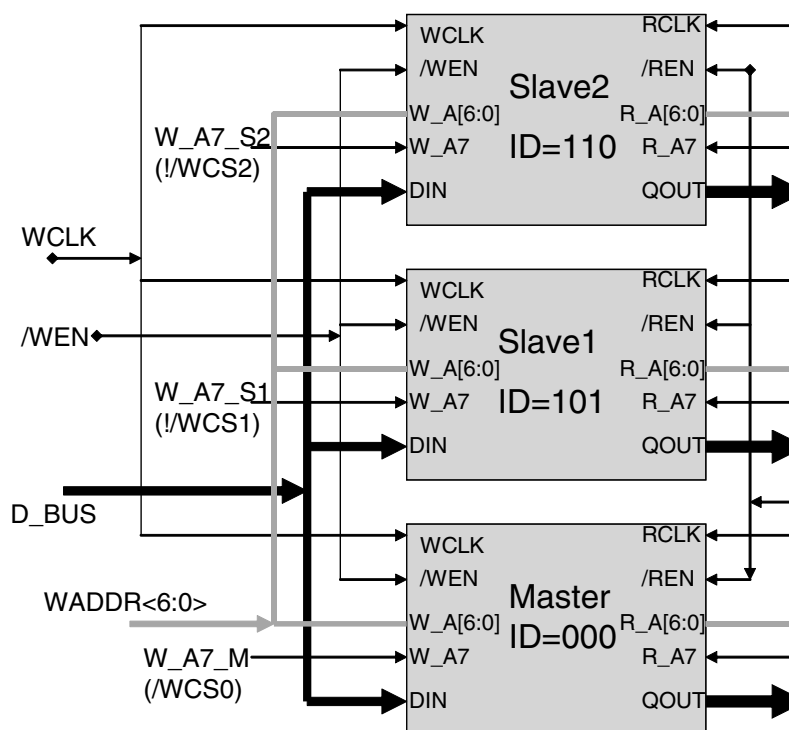 WCLK
RCLK
/WEN
/REN
Slave2
W_A[6:0]
R_A[6:0]
W_A7_S2
(!/WCS2)
W_A7
ID=110
R_A7
DIN
QOUT
WCLK
WCLK
RCLK
/WEN
/WEN
/REN
Slave1
W_A[6:0]
R_A[6:0]
W_A7_S1
(!/WCS1)
W_A7
ID=101
R_A7
DIN
QOUT
D_BUS
WCLK
RCLK
/WEN
/REN
WADDR<6:0>
Master
W_A[6:0]
R_A[6:0]
ID=000
W_A7_M
(/WCS0)
W_A7
R_A7
DIN
QOUT